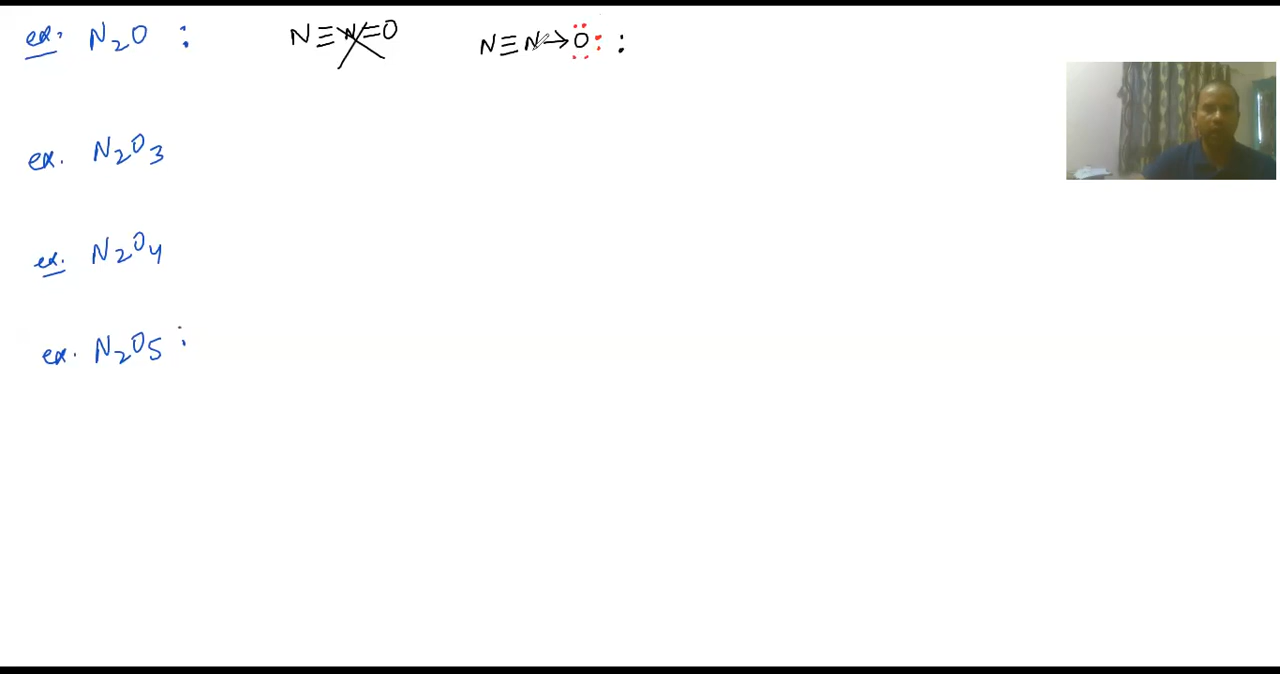 ex. N₂O : N≡N=O N≡N→O :
ex. N₂O₃
ex. N₂O₄
ex. N₂O₅ :